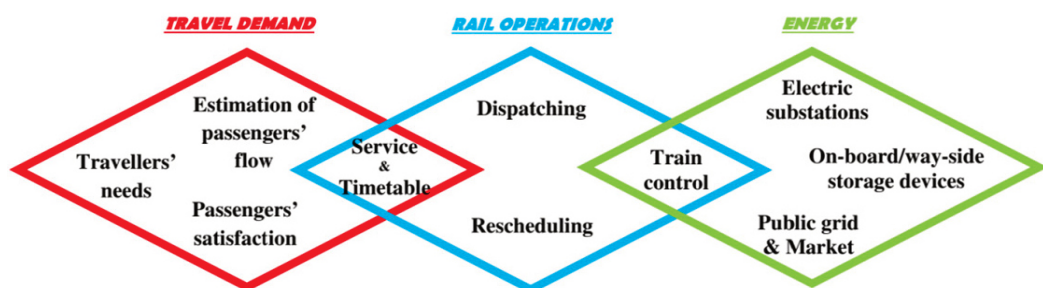 TRAVEL DEMAND
RAIL OPERATIONS
ENERGY
Estimation of
passengers'
flow
Travellers'
needs
Passengers'
satisfaction
Service
&
Timetable
Dispatching
Rescheduling
Train
control
Electric
substations
On-board/way-side
storage devices
Public grid
& Market